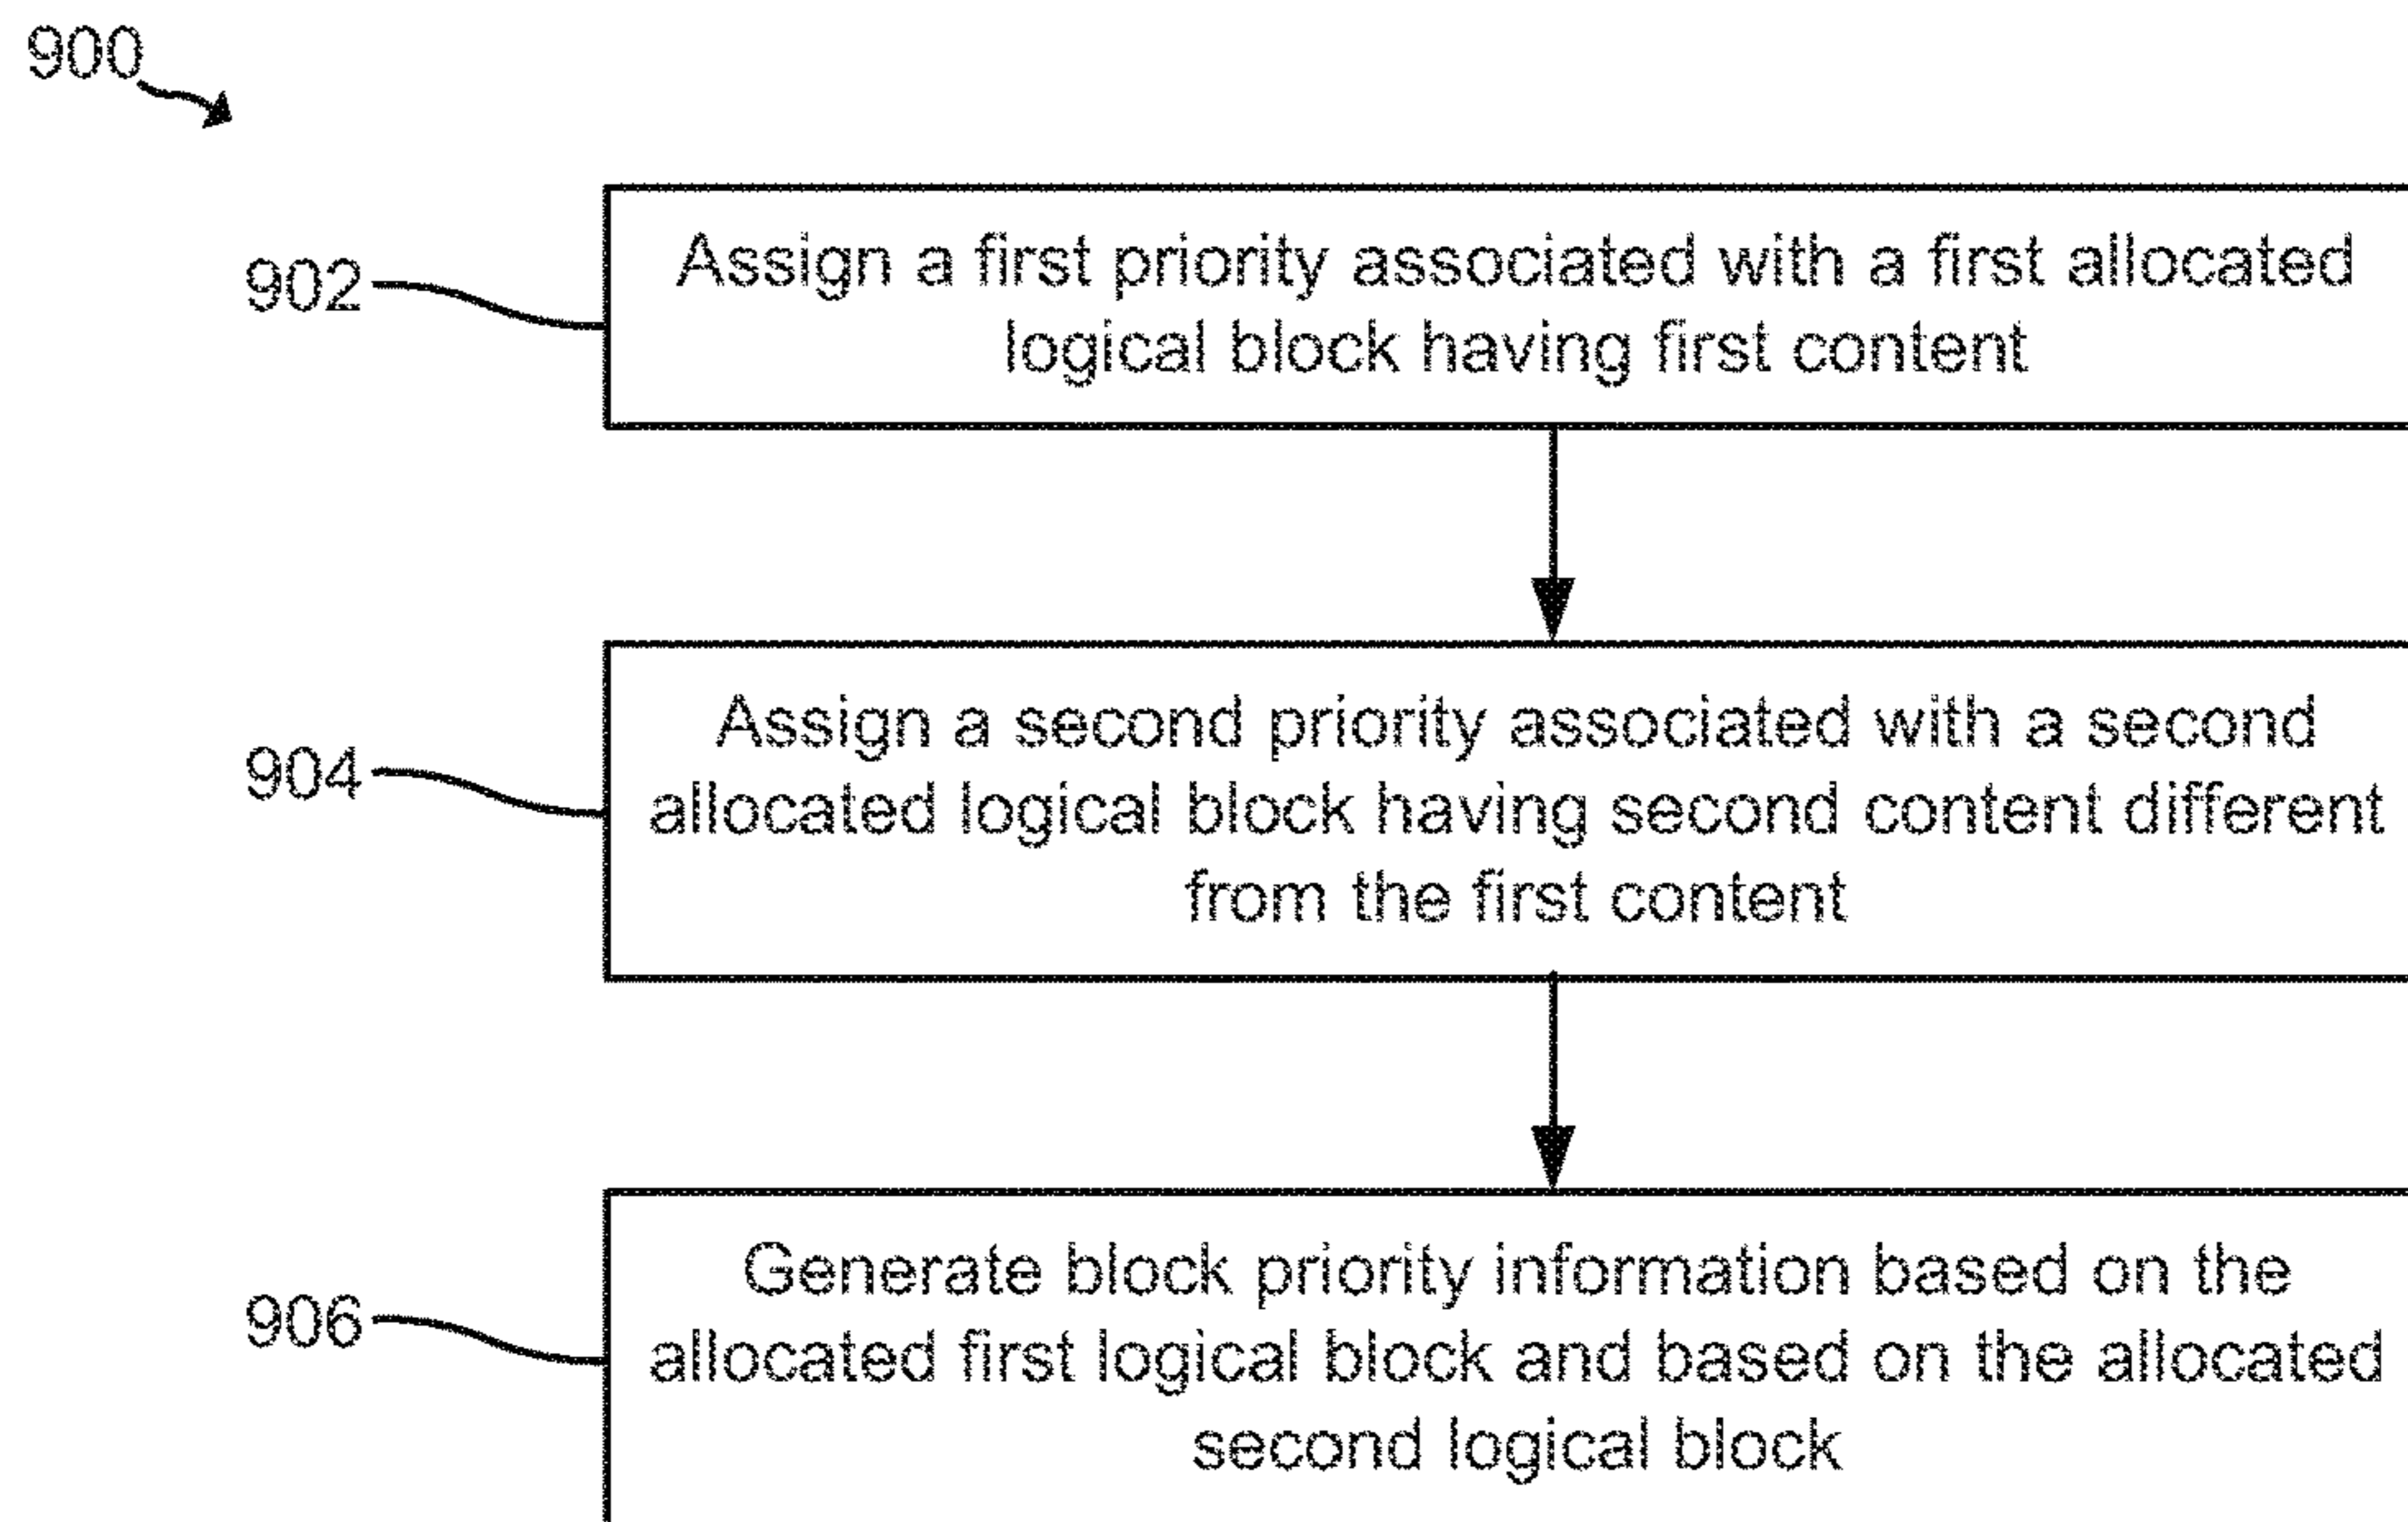 900
902
Assign a first priority associated with a first allocated
logical block having first content
904
Assign a second priority associated with a second
allocated logical block having second content different
from the first content
906
Generate block priority information based on the
allocated first logical block and based on the allocated
second logical block